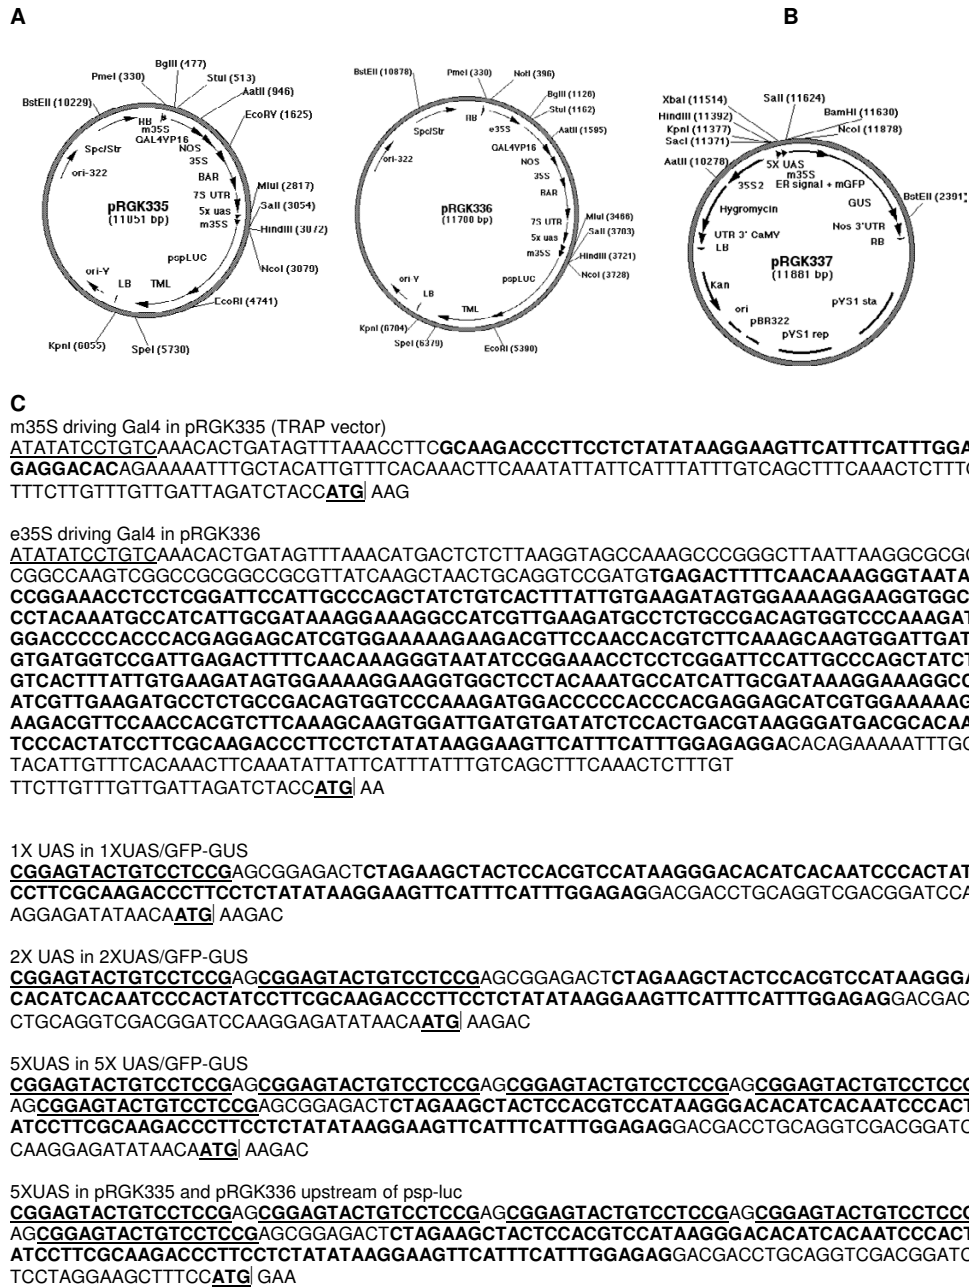 A
B
BglII (477)
PmeI (330)
StuI (513)
BstEII (10229)
AatII (946)
EcoRV (1625)
RB
m35S
GAL4VP16
Spc/Str
NOS
35S
ori-322
BAR
MluI (2817)
7S UTR
SalI (3054)
pRGK335
5x uas
(11051 bp)
m35S
HindIII (3072)
pspLUC
NcoI (3079)
ori-V
LB
TML
EcoRI (4741)
KpnI (6055)
SpeI (5730)
BstEII (10878)
PmeI (330)
NotI (396)
BglII (1126)
StuI (1162)
AatII (1595)
RB
e35S
Spc/Str
GAL4VP16
NOS
ori-322
35S
BAR
pRGK336
(11700 bp)
7S UTR
MluI (3466)
5x uas
SalI (3703)
m35S
HindIII (3721)
NcoI (3728)
pspLUC
ori-V
LB
TML
KpnI (6704)
SpeI (6379)
EcoRI (5390)
XbaI (11514)
SalI (11624)
HindIII (11392)
BamHI (11630)
KpnI (11377)
NcoI (11878)
SacI (11371)
AatII (10278)
5X UAS
m35S
35S2
ER signal + mGFP
BstEII (2391)
Hygromycin
GUS
Nos 3'UTR
UTR 3' CaMV
RB
LB
pRGK337
(11881 bp)
Kan
pVS1 sta
ori
pBR322
pVS1 rep
C
m35S driving Gal4 in pRGK335 (TRAP vector)
ATATATCCTGTCAAACACTGATAGTTTAAACCTTCGCAAGACCCTTCCTCTATATAAGGAAGTTCATTTCATTTGGA
GAGGACACAGAAAAATTTGCTACATTGTTTCACAAACTTCAAATATTATTCATTTATTTGTCAGCTTTCAAACTCTTTG
TTTCTTGTTTGTTGATTAGATCTACCATG AAG
e35S driving Gal4 in pRGK336
ATATATCCTGTCAAACACTGATAGTTTAAACATGACTCTCTTAAGGTAGCCAAAGCCCGGGCTTAATTAAGGCGCGC
CGGCCAAGTCGGCCGCGGCCGCGTTATCAAGCTAACTGCAGGTCCGATGTGAGACTTTTCAACAAAGGGTAATA
CCGGAAACCTCCTCGGATTCCATTGCCCAGCTATCTGTCACTTTATTGTGAAGATAGTGGAAAAGGAAGGTGGC
CCTACAAATGCCATCATTGCGATAAAGGAAAGGCCATCGTTGAAGATGCCTCTGCCGACAGTGGTCCCAAAGAT
GGACCCCCACCCACGAGGAGCATCGTGGAAAAAGAAGACGTTCCAACCACGTCTTCAAAGCAAGTGGATTGAT
GTGATGGTCCGATTGAGACTTTTCAACAAAGGGTAATATCCGGAAACCTCCTCGGATTCCATTGCCCAGCTATCT
GTCACTTTATTGTGAAGATAGTGGAAAAGGAAGGTGGCTCCTACAAATGCCATCATTGCGATAAAGGAAAGGCC
ATCGTTGAAGATGCCTCTGCCGACAGTGGTCCCAAAGATGGACCCCCACCCACGAGGAGCATCGTGGAAAAAG
AAGACGTTCCAACCACGTCTTCAAAGCAAGTGGATTGATGTGATATCTCCACTGACGTAAGGGATGACGCACAA
TCCCACTATCCTTCGCAAGACCCTTCCTCTATATAAGGAAGTTCATTTCATTTGGAGAGGACACAGAAAAATTTGC
TACATTGTTTCACAAACTTCAAATATTATTCATTTATTTGTCAGCTTTCAAACTCTTTGT
TTCTTGTTTGTTGATTAGATCTACCATG AA
1X UAS in 1XUAS/GFP-GUS
CGGAGTACTGTCCTCCGAGCGGAGACTCTAGAAGCTACTCCACGTCCATAAGGGACACATCACAATCCCACTAT
CCTTCGCAAGACCCTTCCTCTATATAAGGAAGTTCATTTCATTTGGAGAGGACGACCTGCAGGTCGACGGATCCA
AGGAGATATAACAATG AAGAC
2X UAS in 2XUAS/GFP-GUS
CGGAGTACTGTCCTCCGAGCGGAGTACTGTCCTCCGAGCGGAGACTCTAGAAGCTACTCCACGTCCATAAGGGA
CACATCACAATCCCACTATCCTTCGCAAGACCCTTCCTCTATATAAGGAAGTTCATTTCATTTGGAGAGGACGAC
CTGCAGGTCGACGGATCCAAGGAGATATAACAATG AAGAC
5XUAS in 5X UAS/GFP-GUS
CGGAGTACTGTCCTCCGAGCGGAGTACTGTCCTCCGAGCGGAGTACTGTCCTCCGAGCGGAGTACTGTCCTCCG
AGCGGAGTACTGTCCTCCGAGCGGAGACTCTAGAAGCTACTCCACGTCCATAAGGGACACATCACAATCCCACT
ATCCTTCGCAAGACCCTTCCTCTATATAAGGAAGTTCATTTCATTTGGAGAGGACGACCTGCAGGTCGACGGATC
CAAGGAGATATAACAATG AAGAC
5XUAS in pRGK335 and pRGK336 upstream of psp-luc
CGGAGTACTGTCCTCCGAGCGGAGTACTGTCCTCCGAGCGGAGTACTGTCCTCCGAGCGGAGTACTGTCCTCCG
AGCGGAGTACTGTCCTCCGAGCGGAGACTCTAGAAGCTACTCCACGTCCATAAGGGACACATCACAATCCCACT
ATCCTTCGCAAGACCCTTCCTCTATATAAGGAAGTTCATTTCATTTGGAGAGGACGACCTGCAGGTCGACGGATC
TCCTAGGAAGCTTTCCATG GAA